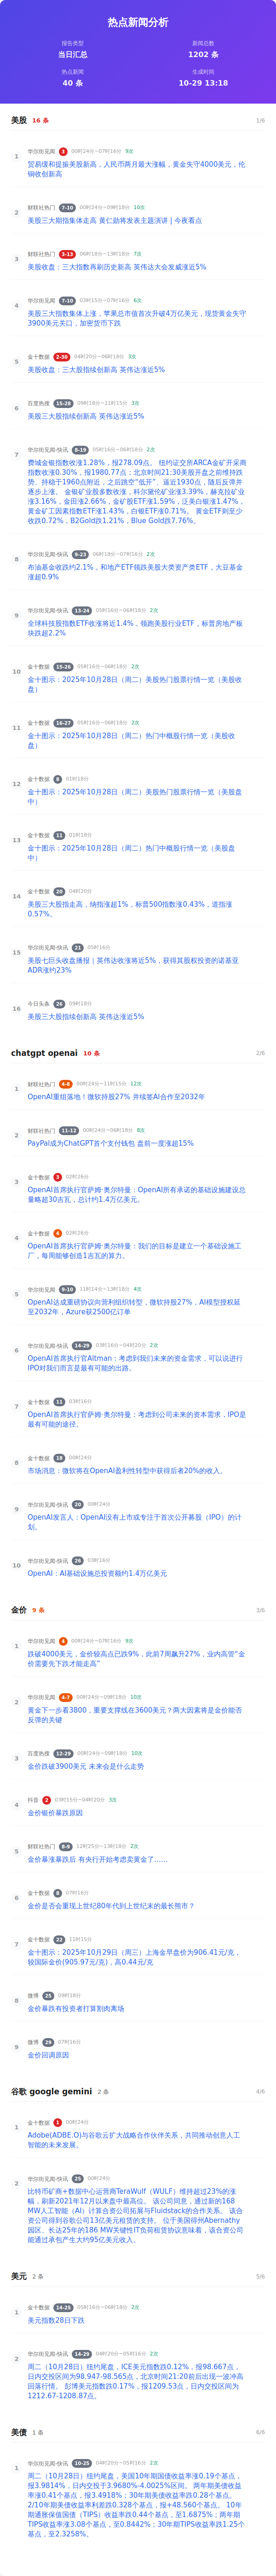 热点新闻分析
报告类型
新闻总数
当日汇总
1202 条
热点新闻
生成时间
40 条
10-29 13:18
美股 16 条 1/6
1
华尔街见闻 3 00时24分~07时16分 9次
贸易缓和提振美股新高，人民币两月最大涨幅，黄金失守4000美元，伦
铜收创新高
2
财联社热门 7-10 00时24分~09时18分 10次
美股三大期指集体走高 黄仁勋将发表主题演讲 | 今夜看点
3
财联社热门 3-13 06时18分~13时18分 7次
美股收盘：三大指数再刷历史新高 英伟达大会发威涨近5%
4
华尔街见闻 7-10 03时15分~07时16分 6次
美股三大指数集体上涨，苹果总市值首次升破4万亿美元，现货黄金失守
3900美元关口，加密货币下跌
5
金十数据 2-30 04时20分~06时18分 3次
美股收盘：三大股指续创新高 英伟达涨近5%
6
百度热搜 15-28 09时18分~11时15分 3次
美股三大股指续创新高 英伟达涨近5%
7
华尔街见闻-快讯 8-19 05时16分~06时18分 2次
费城金银指数收涨1.28%，报278.09点。 纽约证交所ARCA金矿开采商
指数收涨0.30%，报1980.77点；北京时间21:30美股开盘之前维持跌
势、持稳于1960点附近，之后跳空“低开”、逼近1930点，随后反弹并
逐步上涨。 金银矿业股多数收涨，科尔黛伦矿业涨3.39%，赫克拉矿业
涨3.16%，金田涨2.66%，金矿股ETF涨1.59%，泛美白银涨1.47%，
黄金矿工因素指数ETF涨1.43%，白银ETF涨0.71%。 黄金ETF则至少
收跌0.72%，B2Gold跌1.21%，Blue Gold跌7.76%。
8
华尔街见闻-快讯 9-23 06时18分~07时16分 2次
布油基金收跌约2.1%，和地产ETF领跌美股大类资产类ETF，大豆基金
涨超0.9%
9
华尔街见闻-快讯 13-24 05时16分~06时18分 2次
全球科技股指数ETF收涨将近1.4%，领跑美股行业ETF，标普房地产板
块跌超2.2%
10
金十数据 15-26 05时16分~06时18分 2次
金十图示：2025年10月28日（周二）美股热门股票行情一览（美股收
盘）
11
金十数据 16-27 05时16分~06时18分 2次
金十图示：2025年10月28日（周二）热门中概股行情一览（美股收
盘）
12
金十数据 8 01时18分
金十图示：2025年10月28日（周二）美股热门股票行情一览（美股盘
中）
13
金十数据 11 01时18分
金十图示：2025年10月28日（周二）热门中概股行情一览（美股盘
中）
14
金十数据 20 04时20分
美股三大股指走高，纳指涨超1%，标普500指数涨0.43%，道指涨
0.57%。
15
华尔街见闻-快讯 21 05时16分
美股七巨头收盘播报｜英伟达收涨将近5%，获得其股权投资的诺基亚
ADR涨约23%
16
今日头条 26 09时18分
美股三大股指续创新高 英伟达涨近5%
chatgpt openai 10 条 2/6
1
财联社热门 4-8 00时24分~11时15分 12次
OpenAI重组落地！微软持股27% 并续签AI合作至2032年
2
财联社热门 11-12 00时24分~06时18分 8次
PayPal成为ChatGPT首个支付钱包 盘前一度涨超15%
3
金十数据 3 02时26分
OpenAI首席执行官萨姆·奥尔特曼：OpenAI所有承诺的基础设施建设总
量略超30吉瓦，总计约1.4万亿美元。
4
金十数据 4 02时26分
OpenAI首席执行官萨姆·奥尔特曼：我们的目标是建立一个基础设施工
厂，每周能够创造1吉瓦的算力。
5
华尔街见闻 9-10 11时14分~13时18分 4次
OpenAI达成重磅协议向营利组织转型，微软持股27%，AI模型授权延
至2032年，Azure获2500亿订单
6
华尔街见闻-快讯 14-29 03时16分~04时20分 2次
OpenAI首席执行官Altman：考虑到我们未来的资金需求，可以说进行
IPO对我们而言是最有可能的出路。
7
金十数据 11 03时16分
OpenAI首席执行官萨姆·奥尔特曼：考虑到公司未来的资本需求，IPO是
最有可能的途径。
8
金十数据 18 00时24分
市场消息：微软将在OpenAI盈利性转型中获得后者20%的收入。
9
华尔街见闻-快讯 20 00时24分
OpenAI发言人：OpenAI没有上市或专注于首次公开募股（IPO）的计
划。
10
华尔街见闻-快讯 26 03时16分
OpenAI：AI基础设施总投资额约1.4万亿美元
金价 9 条 3/6
1
华尔街见闻 4 00时24分~07时16分 9次
跌破4000美元，金价较高点已跌9%，此前7周飙升27%，业内高管“金
价需要先下跌才能走高”
2
华尔街见闻 4-7 00时24分~09时18分 10次
黄金下一步看3800，重要支撑线在3600美元？两大因素将是金价能否
反弹的关键
3
百度热搜 12-29 00时24分~09时18分 10次
金价跌破3900美元 未来会是什么走势
4
抖音 2 03时15分~04时20分 3次
金价银价暴跌原因
5
财联社热门 8-9 12时25分~13时18分 2次
金价暴涨暴跌后 有央行开始考虑卖黄金了……
6
金十数据 8 07时16分
金价是否会重现上世纪80年代到上世纪末的最长熊市？
7
金十数据 22 11时15分
金十图示：2025年10月29日（周三）上海金早盘价为906.41元/克，
较国际金价(905.97元/克)，高0.44元/克
8
微博 25 09时18分
金价暴跌有投资者打算割肉离场
9
微博 29 07时16分
金价回调原因
谷歌 google gemini 2 条 4/6
1
金十数据 1 00时24分
Adobe(ADBE.O)与谷歌云扩大战略合作伙伴关系，共同推动创意人工
智能的未来发展。
2
华尔街见闻-快讯 25 00时24分
比特币矿商+数据中心运营商TeraWulf（WULF）维持超过23%的涨
幅，刷新2021年12月以来盘中最高位。 该公司同意，通过新的168
MW人工智能（AI）计算合资公司拓展与Fluidstack的合作关系。 该合
资公司得到谷歌公司13亿美元租赁的支持。 位于美国得州Abernathy
园区、长达25年的186 MW关键性IT负荷租赁协议意味着，该合资公司
能通过承包产生大约95亿美元收入。
美元 2 条 5/6
1
金十数据 14-25 05时16分~06时18分 2次
美元指数28日下跌
2
华尔街见闻-快讯 14-29 04时20分~05时16分 2次
周二（10月28日）纽约尾盘，ICE美元指数跌0.12%，报98.667点，
日内交投区间为98.947-98.565点，北京时间21:20前后出现一波冲高
回落行情。 彭博美元指数跌0.17%，报1209.53点，日内交投区间为
1212.67-1208.87点。
美债 1 条 6/6
1
华尔街见闻-快讯 10-25 04时20分~05时16分 2次
周二（10月28日）纽约尾盘，美国10年期国债收益率涨0.19个基点，
报3.9814%，日内交投于3.9680%-4.0025%区间。 两年期美债收益
率涨0.41个基点，报3.4918%；30年期美债收益率跌0.28个基点。
2/10年期美债收益率利差跌0.328个基点，报+48.560个基点。 10年
期通胀保值国债（TIPS）收益率跌0.44个基点，至1.6875%；两年期
TIPS收益率涨3.08个基点，至0.8442%；30年期TIPS收益率跌1.25个
基点，至2.3258%。